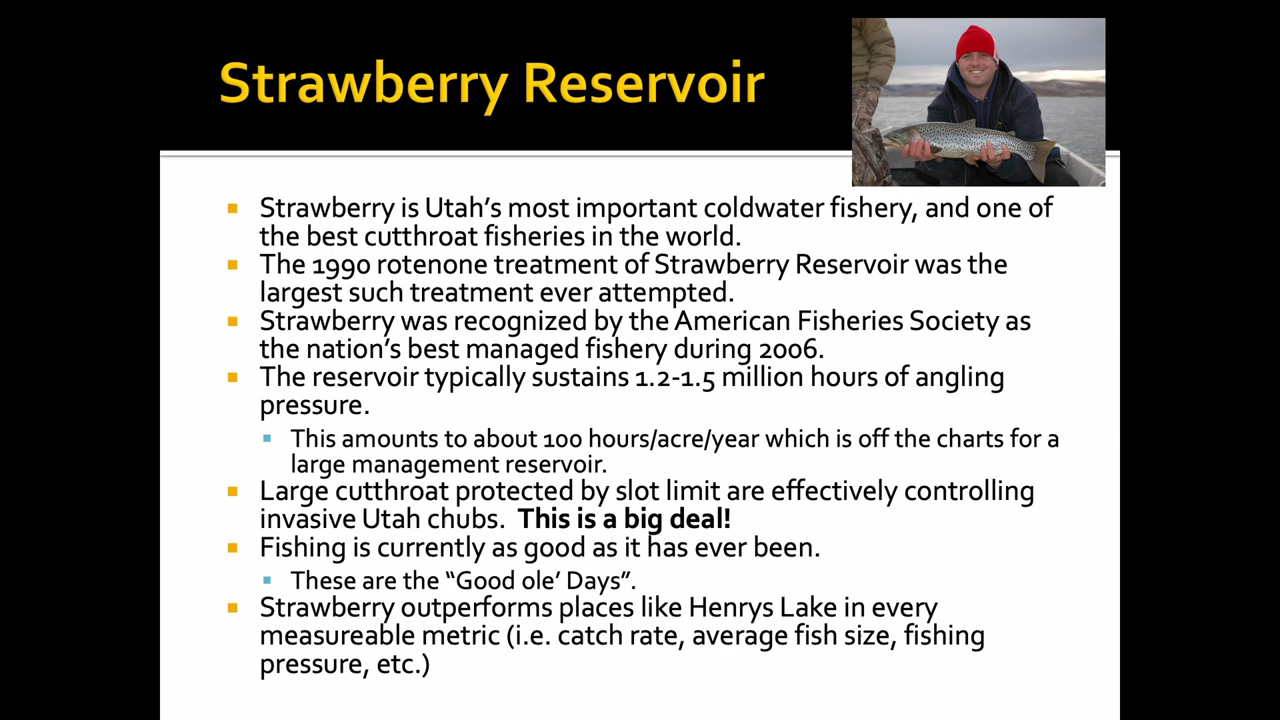 Strawberry Reservoir
▪ Strawberry is Utah's most important coldwater fishery, and one of
the best cutthroat fisheries in the world.
▪ The 1990 rotenone treatment of Strawberry Reservoir was the
largest such treatment ever attempted.
▪ Strawberry was recognized by the American Fisheries Society as
the nation's best managed fishery during 2006.
▪ The reservoir typically sustains 1.2-1.5 million hours of angling
pressure.
▪ This amounts to about 100 hours/acre/year which is off the charts for a
large management reservoir.
▪ Large cutthroat protected by slot limit are effectively controlling
invasive Utah chubs. This is a big deal!
▪ Fishing is currently as good as it has ever been.
▪ These are the “Good ole’ Days”.
▪ Strawberry outperforms places like Henrys Lake in every
measureable metric (i.e. catch rate, average fish size, fishing
pressure, etc.)